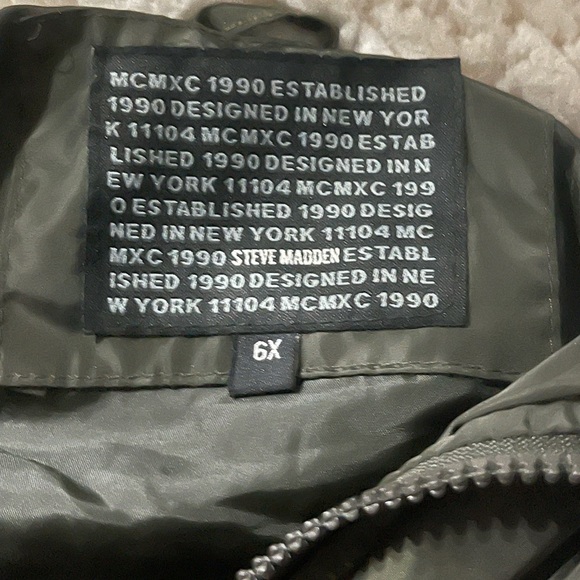 MCMXC 1990 ESTABLISHED
1990 DESIGNED IN NEW YOR
K 11104 MCMXC 1990 ESTAB
LISHED 1990 DESIGNED IN N
EW YORK 11104 MCMXC 199
0 ESTABLISHED 1990 DESIG
NED IN NEW YORK 11104 MC
MXC 1990 STEVE MADDEN ESTABL
ISHED 1990 DESIGNED IN NE
W YORK 11104 MCMXC 1990
6X